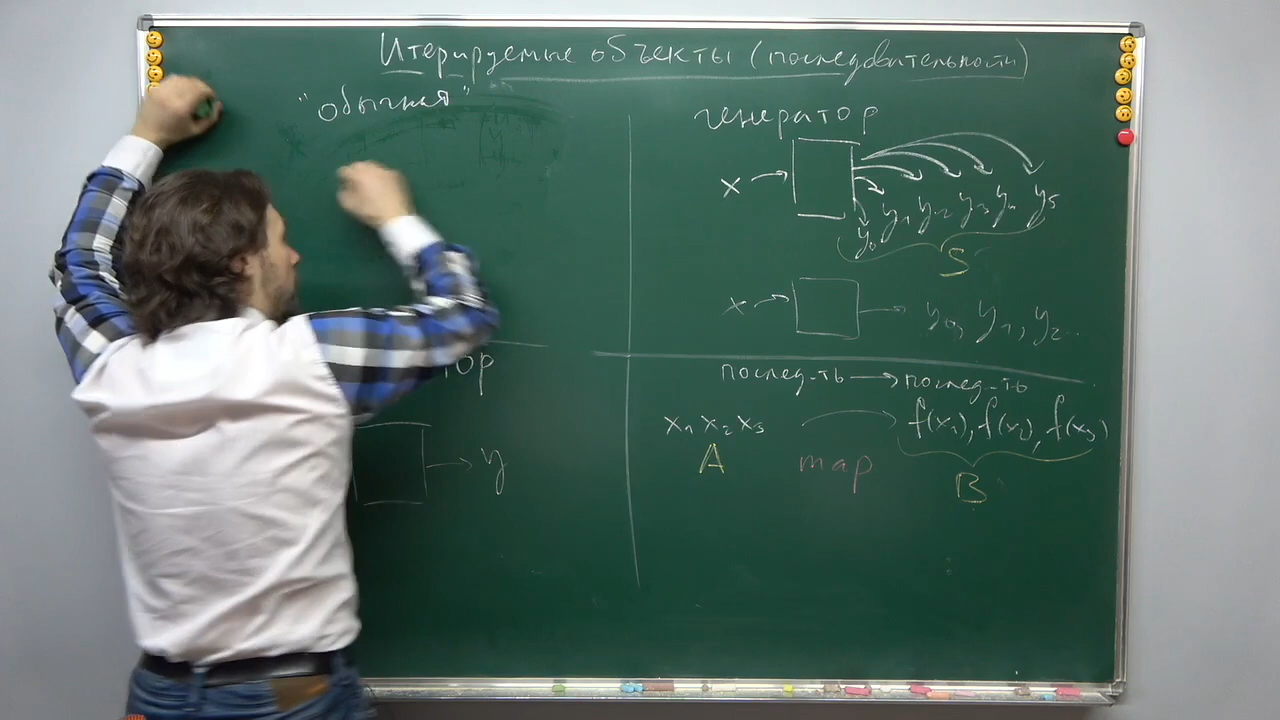 Итерируемые объекты (последовательности)
"обычная"
генератор
x
y₀ y₁ y₂ y₃ y₄ y₅
S
x y₀, y₁, y₂..
тор
y
послед-ть → послед-ть
x₁ x₂ x₃ f(x₁), f(x₂), f(x₃)
A map B